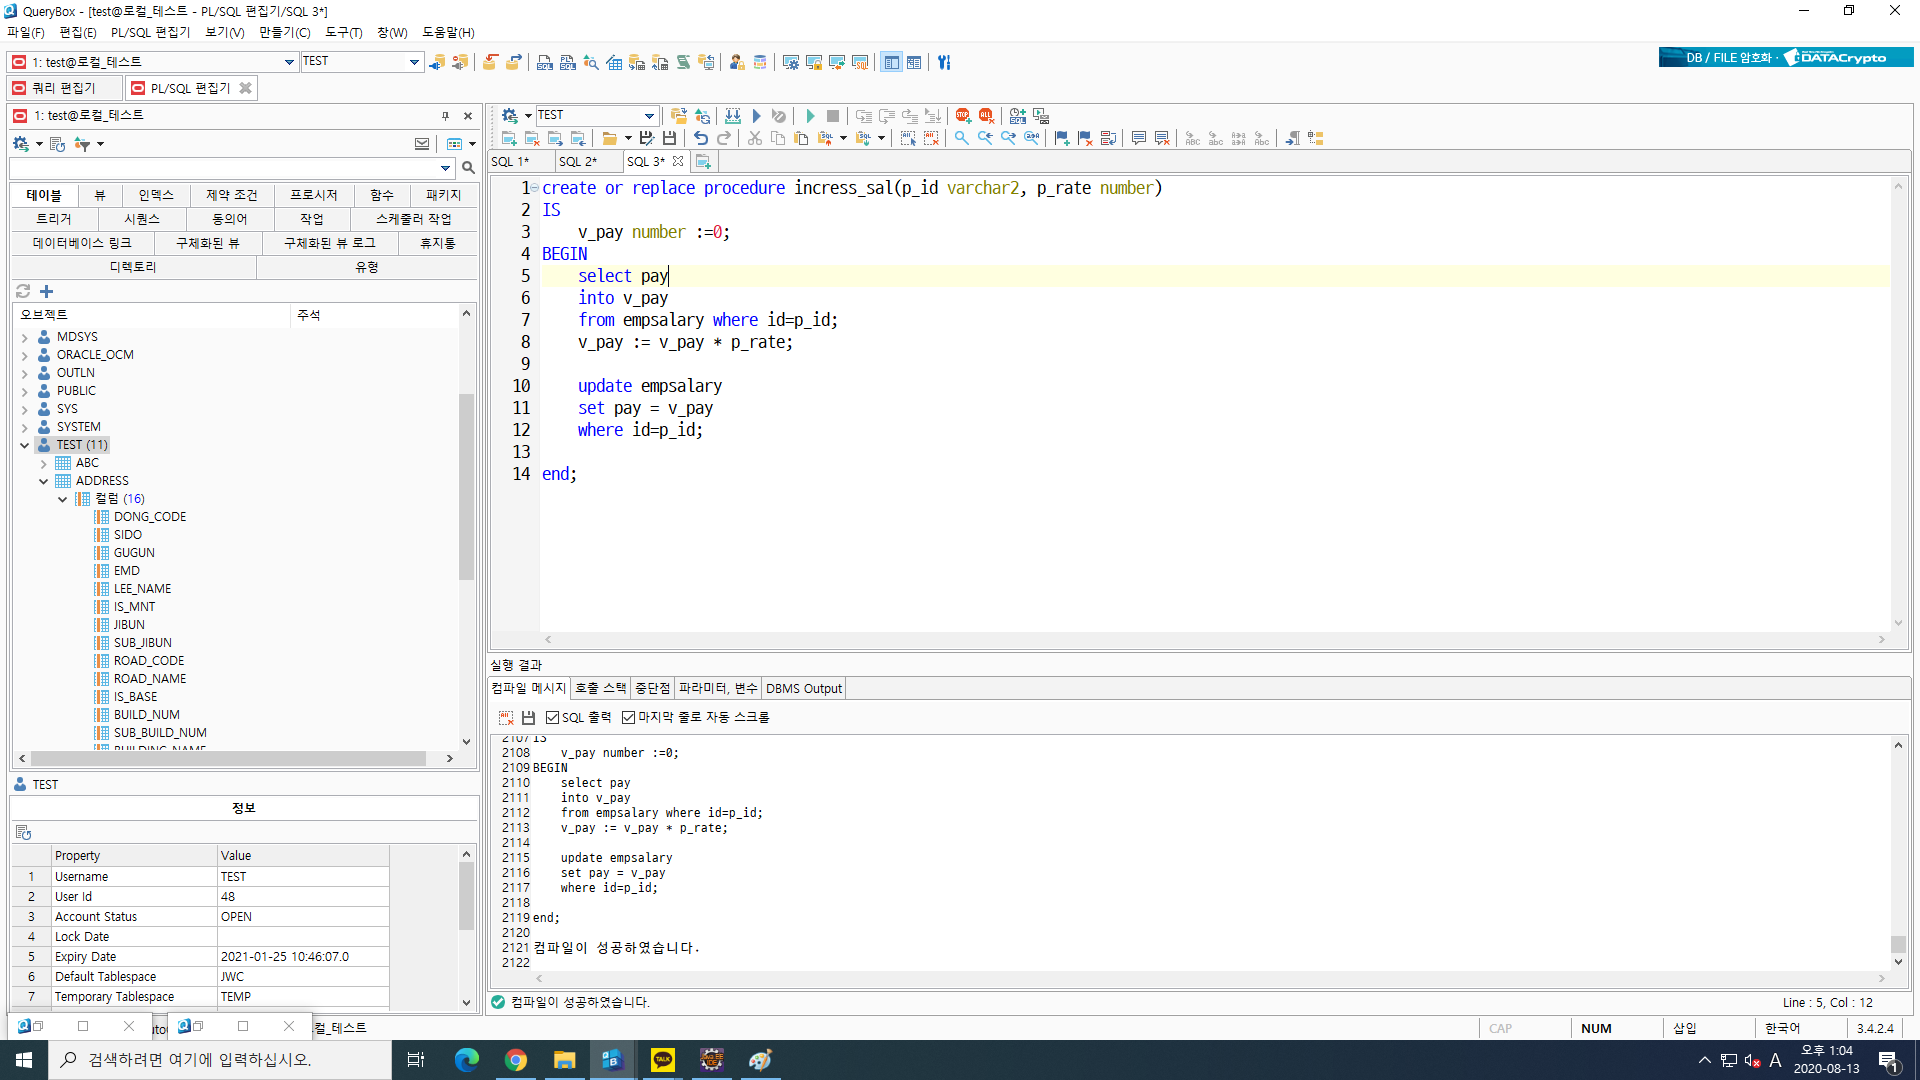 QueryBox - [test@로컬_테스트 - PL/SQL 편집기/SQL 3*]
파일(F) 편집(E) PL/SQL 편집기 보기(V) 만들기(C) 도구(T) 창(W) 도움말(H)
1: test@로컬_테스트
TEST
DB / FILE 암호화 · DATACrypto
쿼리 편집기
PL/SQL 편집기
1: test@로컬_테스트
테이블 뷰 인덱스 제약 조건 프로시저 함수 패키지
트리거 시퀀스 동의어 작업 스케줄러 작업
데이터베이스 링크 구체화된 뷰 구체화된 뷰 로그 휴지통
디렉토리 유형
오브젝트 주석
MDSYS
ORACLE_OCM
OUTLN
PUBLIC
SYS
SYSTEM
TEST (11)
ABC
ADDRESS
컬럼 (16)
DONG_CODE
SIDO
GUGUN
EMD
LEE_NAME
IS_MNT
JIBUN
SUB_JIBUN
ROAD_CODE
ROAD_NAME
IS_BASE
BUILD_NUM
SUB_BUILD_NUM
BUILDING_NAME
TEST
정보
Property Value
1 Username TEST
2 User Id 48
3 Account Status OPEN
4 Lock Date
5 Expiry Date 2021-01-25 10:46:07.0
6 Default Tablespace JWC
7 Temporary Tablespace TEMP
TEST
SQL 1* SQL 2* SQL 3*
1 create or replace procedure incress_sal(p_id varchar2, p_rate number)
2 IS
3 v_pay number :=0;
4 BEGIN
5 select pay
6 into v_pay
7 from empsalary where id=p_id;
8 v_pay := v_pay * p_rate;
9
10 update empsalary
11 set pay = v_pay
12 where id=p_id;
13
14 end;
실행 결과
컴파일 메시지 호출 스택 중단점 파라미터, 변수 DBMS Output
SQL 출력 마지막 줄로 자동 스크롤
2107 IS
2108 v_pay number :=0;
2109 BEGIN
2110 select pay
2111 into v_pay
2112 from empsalary where id=p_id;
2113 v_pay := v_pay * p_rate;
2114
2115 update empsalary
2116 set pay = v_pay
2117 where id=p_id;
2118
2119 end;
2120
2121 컴파일이 성공하였습니다.
2122
컴파일이 성공하였습니다.
Line : 5, Col : 12
컬_테스트
CAP NUM 삽입 한국어 3.4.2.4
검색하려면 여기에 입력하십시오.
TALK
A
오후 1:04
2020-08-13
1